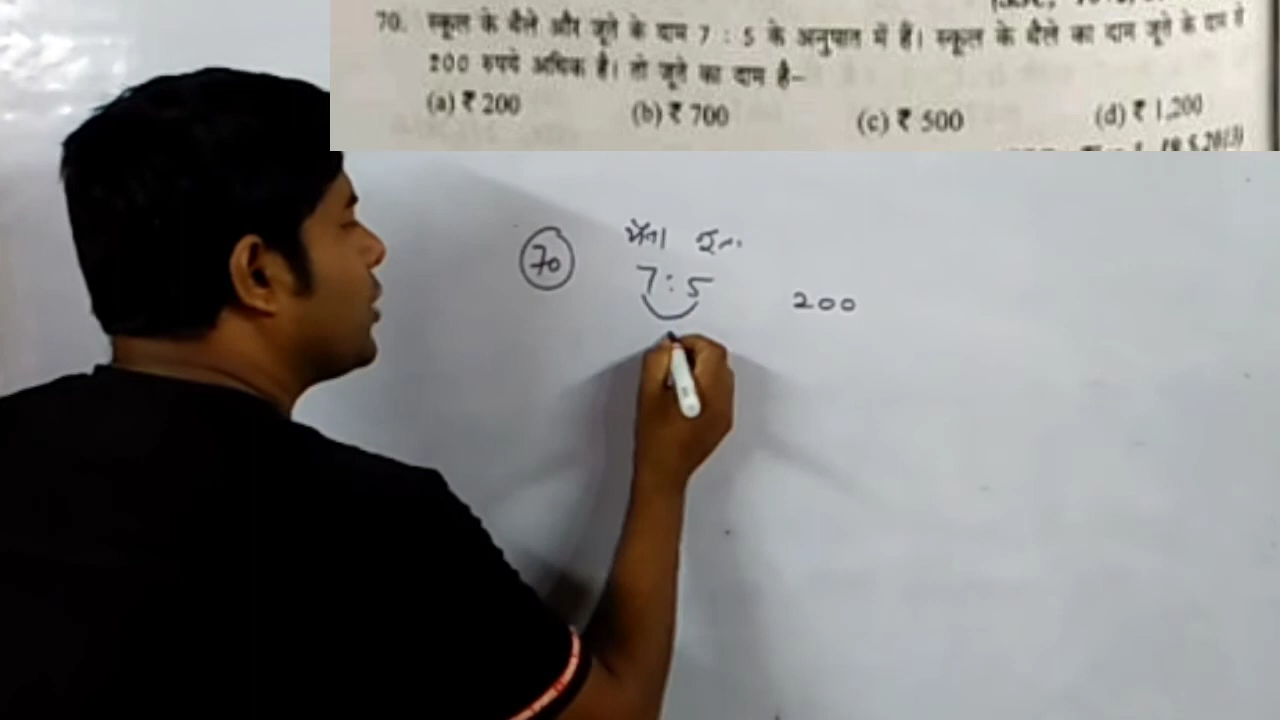 70. स्कूल के थैले और जूते के दाम 7 : 5 के अनुपात में हैं। स्कूल के थैले का दाम जूते के दाम से
200 रुपये अधिक है। तो जूते का दाम है–
(a) ₹ 200 (b) ₹ 700 (c) ₹ 500 (d) ₹ 1,200
70
7 : 5
200